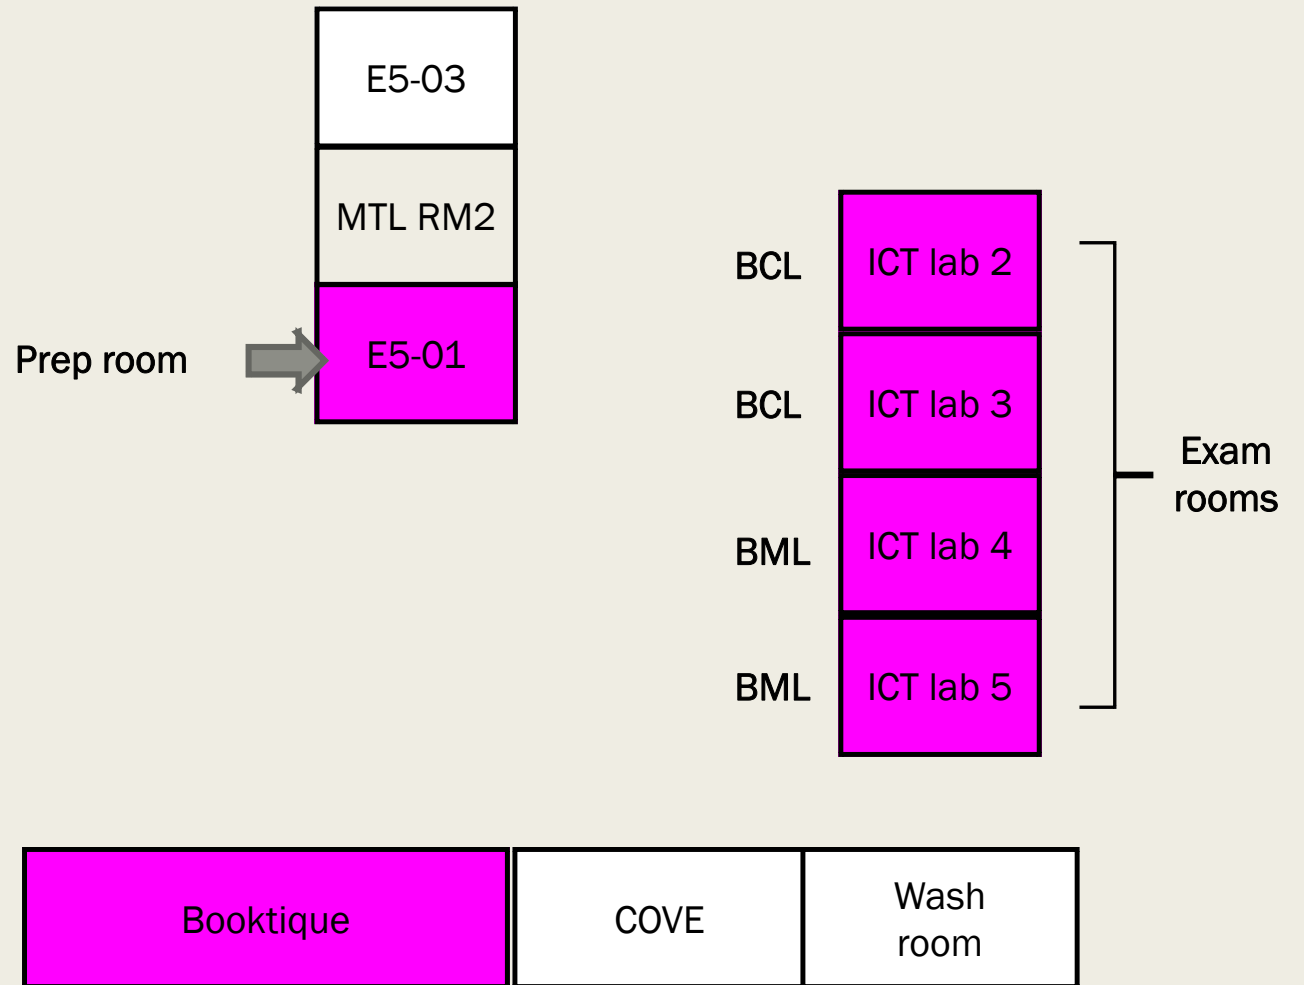 E5-03
MTL RM2
Prep room
E5-01
BCL
ICT lab 2
BCL
ICT lab 3
BML
ICT lab 4
BML
ICT lab 5
Exam
rooms
Booktique
COVE
Wash
room